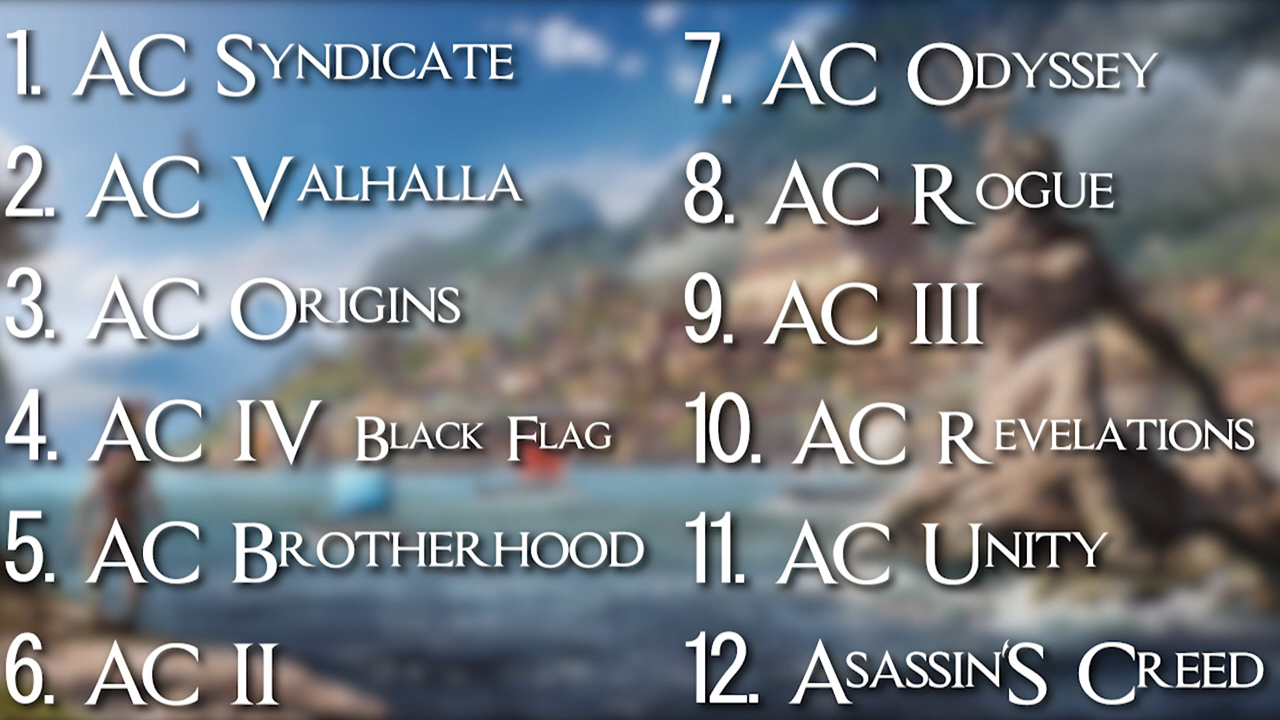 1. AC SYNDICATE
2. AC VALHALLA
3. AC ORIGINS
4. AC IV BLACK FLAG
5. AC BROTHERHOOD
6. AC II
7. AC ODYSSEY
8. AC ROGUE
9. AC III
10. AC REVELATIONS
11. AC UNITY
12. ASASSIN'S CREED